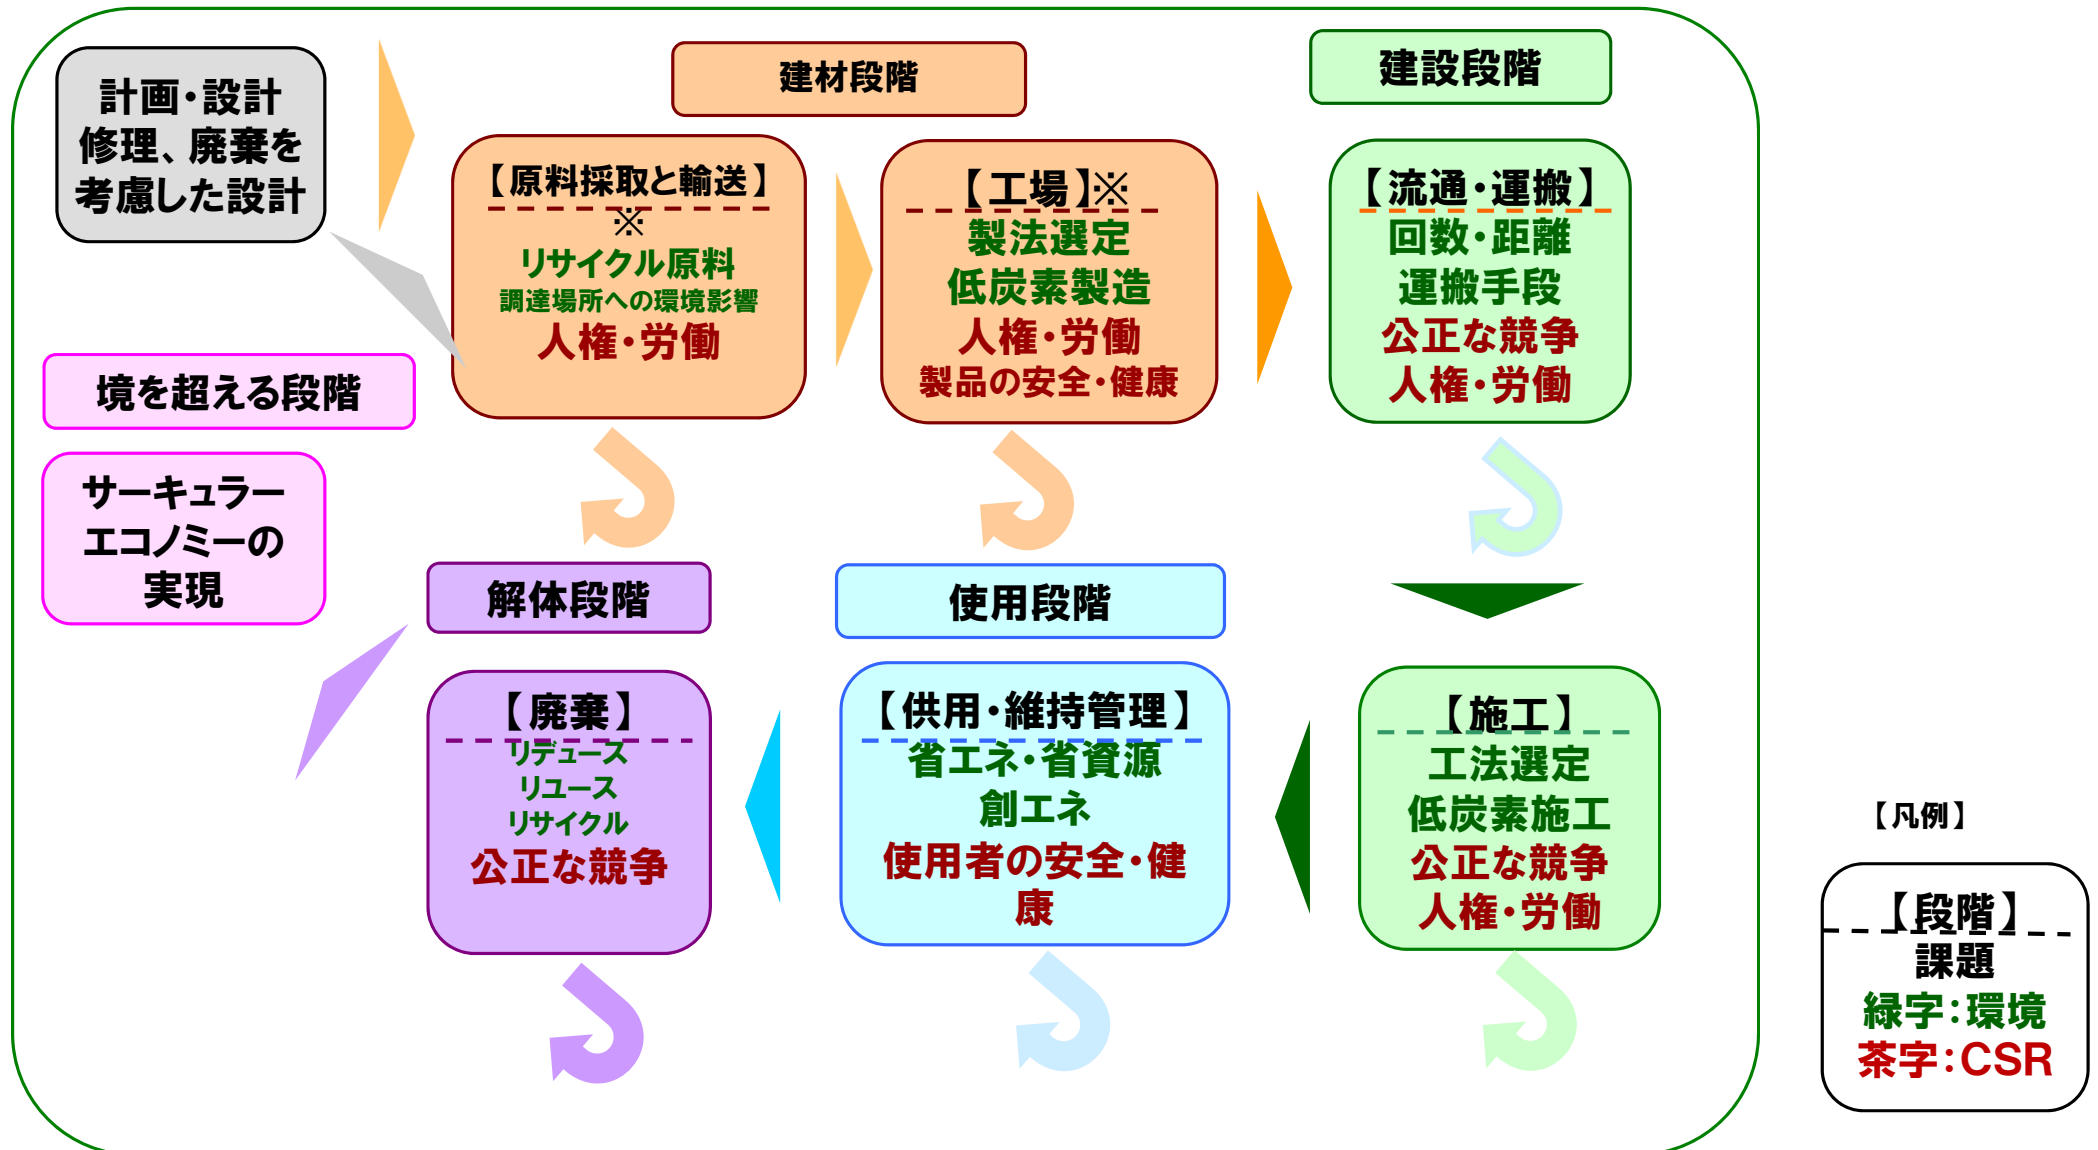 計画・設計
修理、廃棄を
考慮した設計
建材段階
建設段階
【原料採取と輸送】
※
リサイクル原料
調達場所への環境影響
人権・労働
【工場】※
製法選定
低炭素製造
人権・労働
製品の安全・健康
【流通・運搬】
回数・距離
運搬手段
公正な競争
人権・労働
境を超える段階
サーキュラー
エコノミーの
実現
解体段階
使用段階
【廃棄】
リデュース
リユース
リサイクル
公正な競争
【供用・維持管理】
省エネ・省資源
創エネ
使用者の安全・健
康
【施工】
工法選定
低炭素施工
公正な競争
人権・労働
【凡例】
【段階】
課題
緑字：環境
茶字：CSR